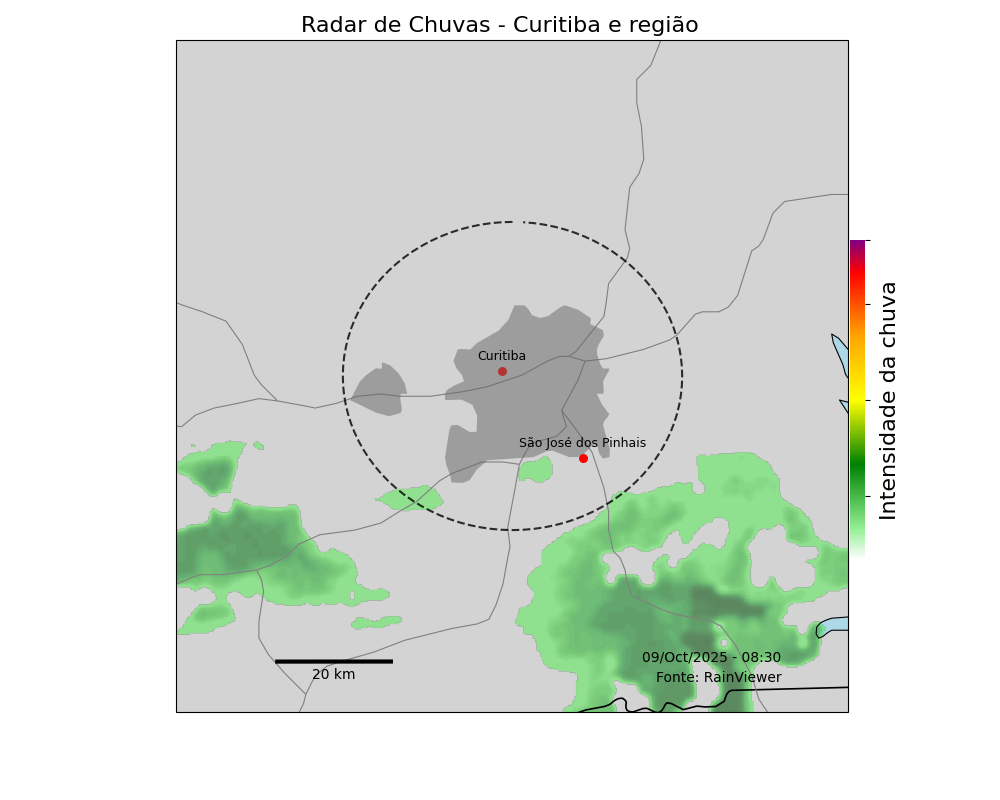 Radar de Chuvas - Curitiba e região
Curitiba
São José dos Pinhais
Intensidade da chuva
09/Oct/2025 - 08:30
Fonte: RainViewer
20 km